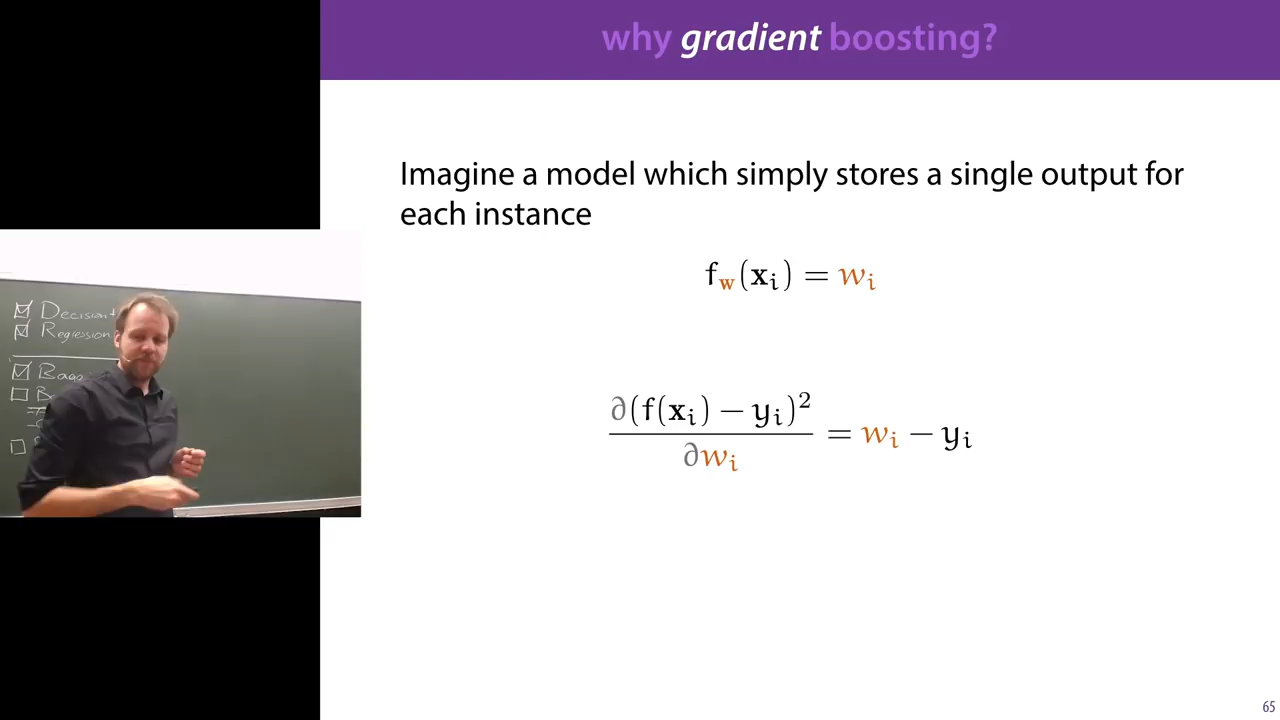 why gradient boosting?
Imagine a model which simply stores a single output for
each instance
f_w(x_i) = w_i
∂(f(x_i) − y_i)² / ∂w_i = w_i − y_i
Decision
Regression
65